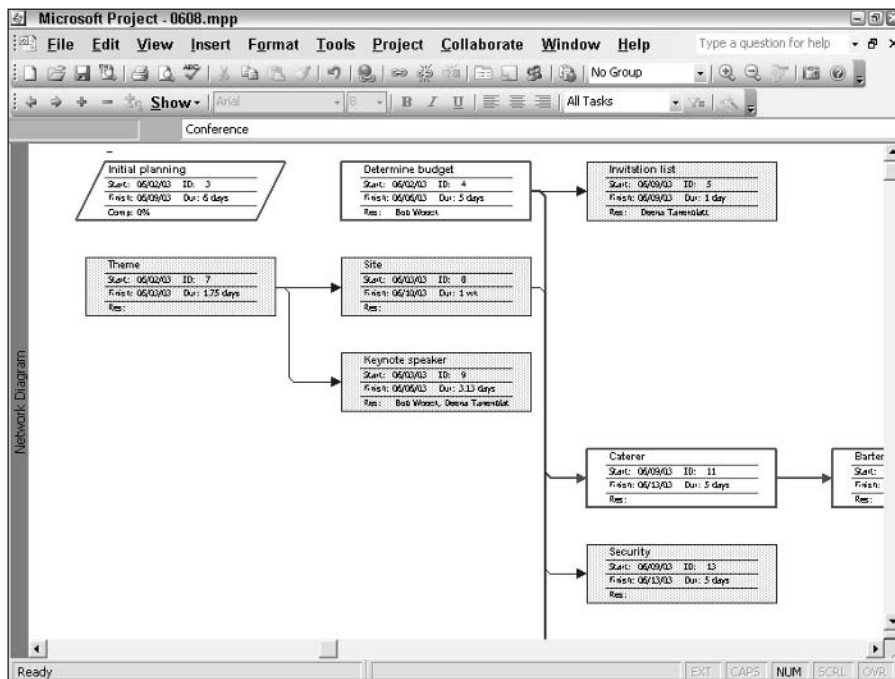 Microsoft Project - 0608.mpp
File Edit View Insert Format Tools Project Collaborate Window Help Type a question for help
No Group
Show Arial 8 B I U All Tasks
Conference
Network Diagram
Initial planning
Start: 06/02/03 ID: 3
Finish: 06/09/03 Dur: 6 days
Comp: 0%
Determine budget
Start: 06/02/03 ID: 4
Finish: 06/06/03 Dur: 5 days
Res: Bob Wooct
Invitation list
Start: 06/09/03 ID: 5
Finish: 06/09/03 Dur: 1 day
Res: Deena Tanenblatt
Theme
Start: 06/02/03 ID: 7
Finish: 06/03/03 Dur: 1.75 days
Res:
Site
Start: 06/03/03 ID: 8
Finish: 06/10/03 Dur: 1 wk
Res:
Keynote speaker
Start: 06/03/03 ID: 9
Finish: 06/06/03 Dur: 3.13 days
Res: Bob Deena Tanenblat
Caterer
Start: 06/09/03 ID: 11
Finish: 06/13/03 Dur: 5 days
Res:
Barten
Start:
Finish:
Res:
Security
Start: 06/09/03 ID: 13
Finish: 06/13/03 Dur: 5 days
Res:
Ready EXT CAPS NUM SCRL OVR